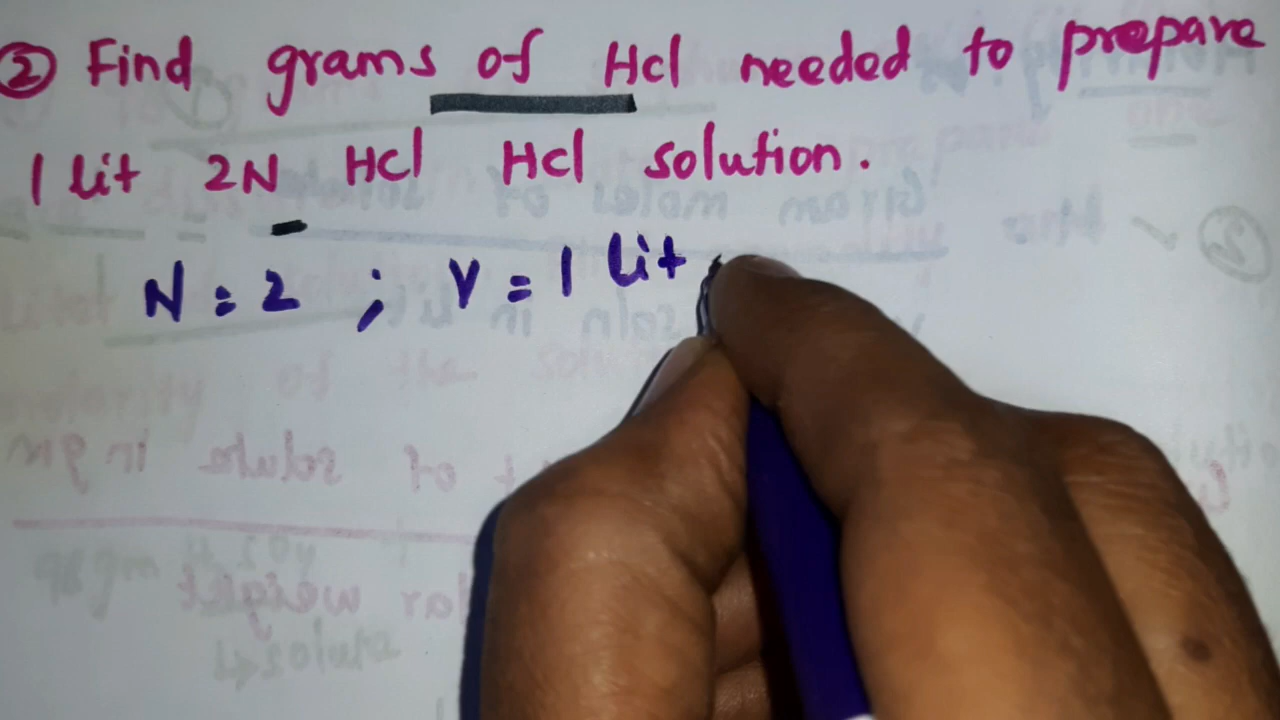 ② Find grams of Hcl needed to prepare
1 lit 2N Hcl Hcl solution.
N = 2 ; V = 1 lit